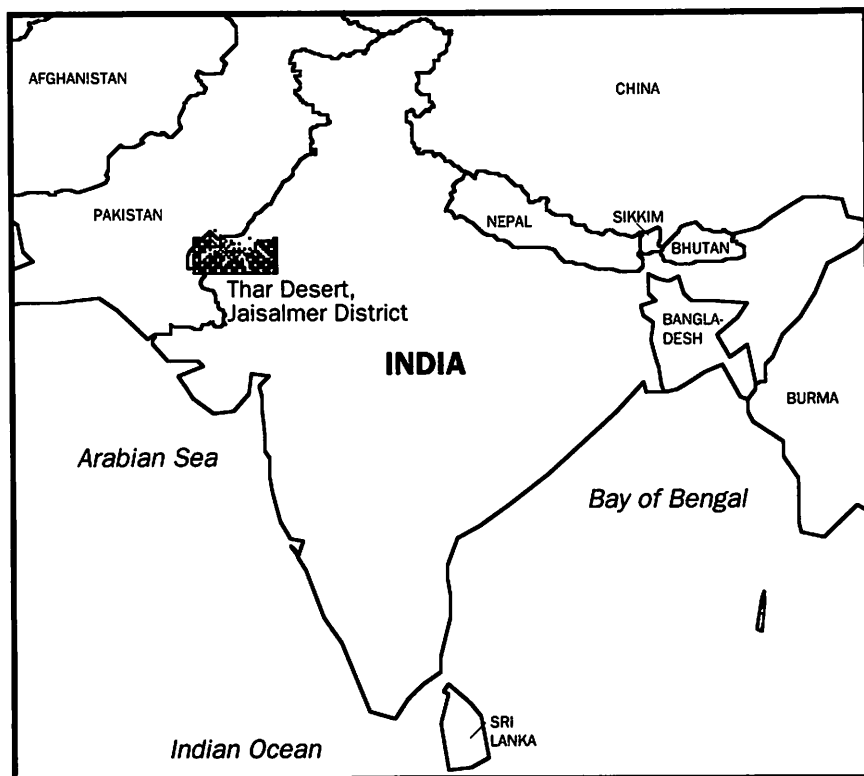 AFGHANISTAN
CHINA
PAKISTAN
NEPAL
SIKKIM
BHUTAN
Thar Desert,
Jaisalmer District
BANGLA-
DESH
INDIA
BURMA
Arabian Sea
Bay of Bengal
SRI
LANKA
Indian Ocean